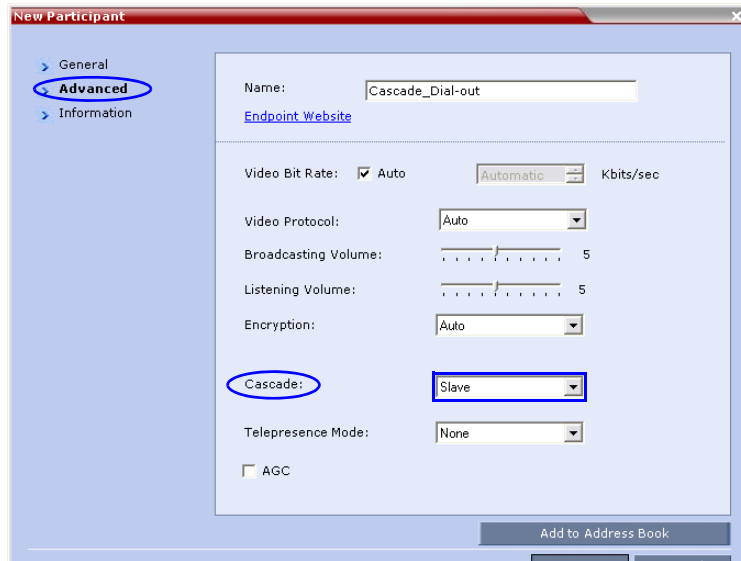 New Participant
General
Advanced
Information
Name: Cascade_Dial-out
Endpoint Website
Video Bit Rate: Auto Automatic Kbits/sec
Video Protocol: Auto
Broadcasting Volume: 5
Listening Volume: 5
Encryption: Auto
Cascade: Slave
Telepresence Mode: None
AGC
Add to Address Book